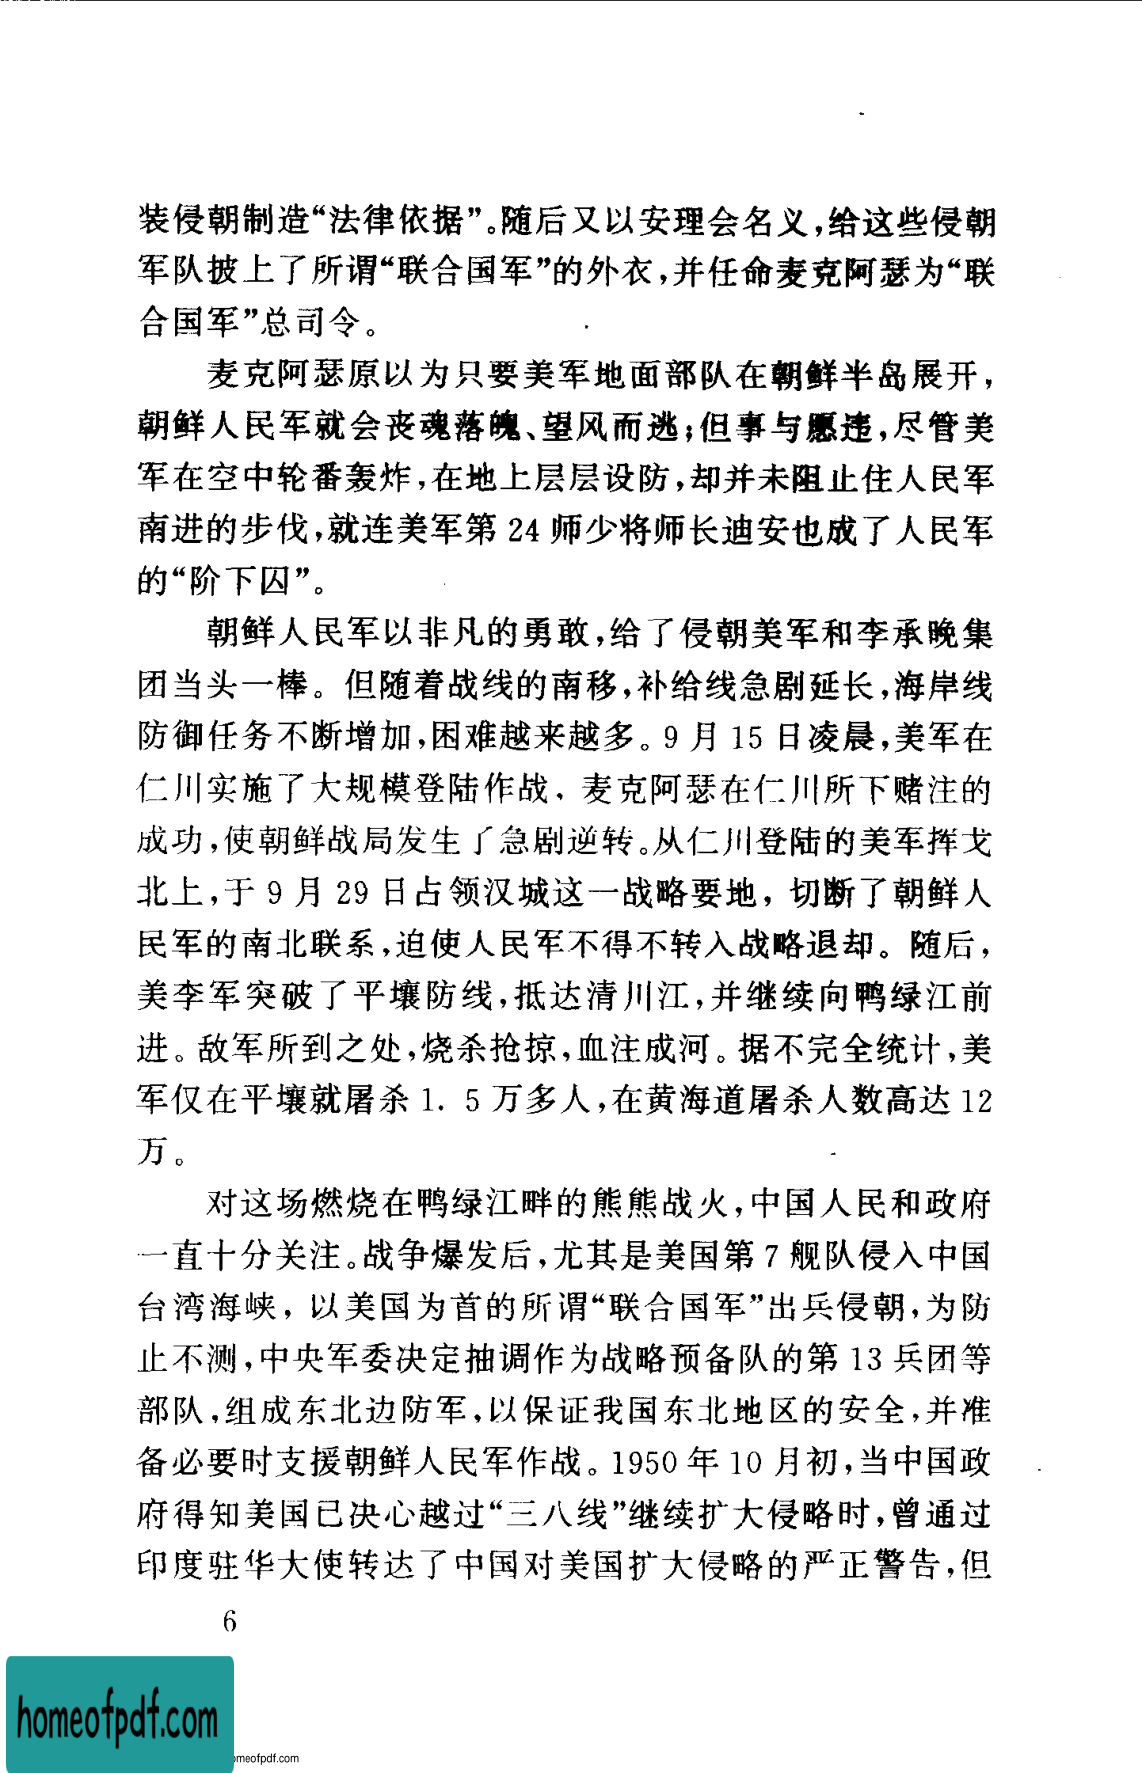 装侵朝制造“法律依据”。随后又以安理会名义，给这些侵朝
军队披上了所谓“联合国军”的外衣，并任命麦克阿瑟为“联
合国军”总司令。
麦克阿瑟原以为只要美军地面部队在朝鲜半岛展开，
朝鲜人民军就会丧魂落魄、望风而逃；但事与愿违，尽管美
军在空中轮番轰炸，在地上层层设防，却并未阻止住人民军
南进的步伐，就连美军第 24 师少将师长迪安也成了人民军
的“阶下囚”。
朝鲜人民军以非凡的勇敢，给了侵朝美军和李承晚集
团当头一棒。但随着战线的南移，补给线急剧延长，海岸线
防御任务不断增加，困难越来越多。9 月 15 日凌晨，美军在
仁川实施了大规模登陆作战．麦克阿瑟在仁川所下赌注的
成功，使朝鲜战局发生了急剧逆转。从仁川登陆的美军挥戈
北上，于 9 月 29 日占领汉城这一战略要地，切断了朝鲜人
民军的南北联系，迫使人民军不得不转入战略退却。随后，
美李军突破了平壤防线，抵达清川江，并继续向鸭绿江前
进。敌军所到之处，烧杀抢掠，血注成河。据不完全统计，美
军仅在平壤就屠杀 1. 5 万多人，在黄海道屠杀人数高达 12
万。
对这场燃烧在鸭绿江畔的熊熊战火，中国人民和政府
一直十分关注。战争爆发后，尤其是美国第 7 舰队侵入中国
台湾海峡，以美国为首的所谓“联合国军”出兵侵朝，为防
止不测，中央军委决定抽调作为战略预备队的第 13 兵团等
部队，组成东北边防军，以保证我国东北地区的安全，并准
备必要时支援朝鲜人民军作战。1950 年 10 月初，当中国政
府得知美国已决心越过“三八线”继续扩大侵略时，曾通过
印度驻华大使转达了中国对美国扩大侵略的严正警告，但
6
homeofpdf.com
omeofpdf.com